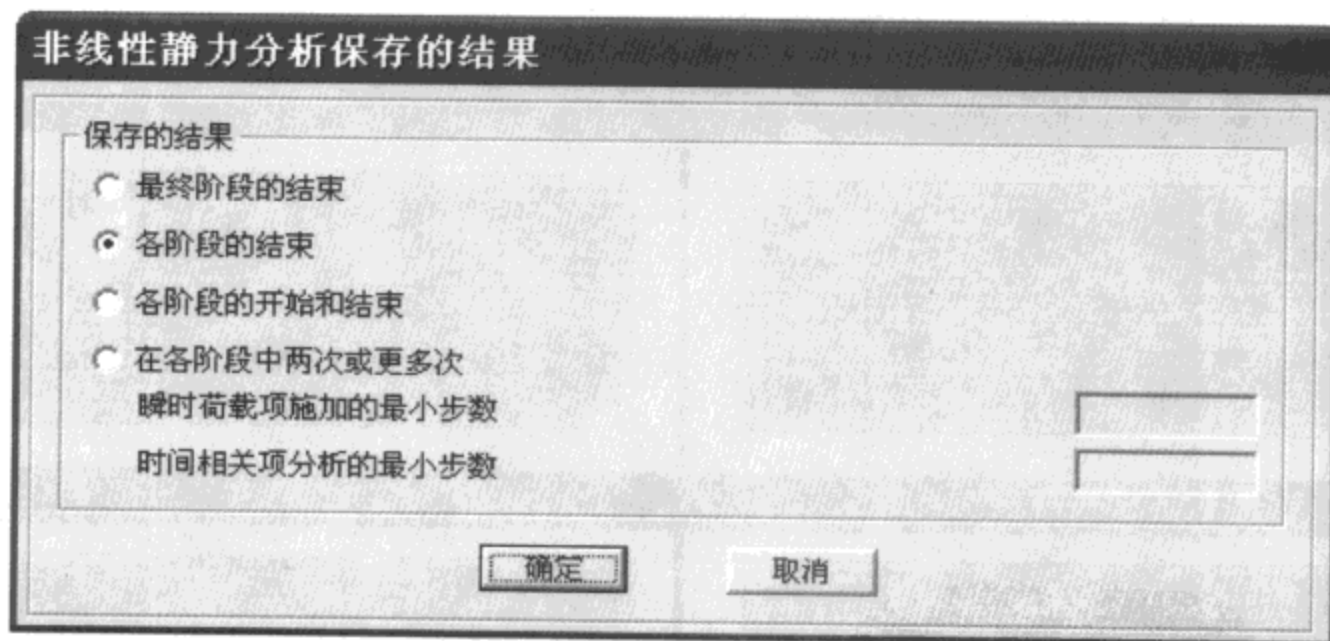 非线性静力分析保存的结果
保存的结果
最终阶段的结束
各阶段的结束
各阶段的开始和结束
在各阶段中两次或更多次
瞬时荷载项施加的最小步数
时间相关项分析的最小步数
确定
取消